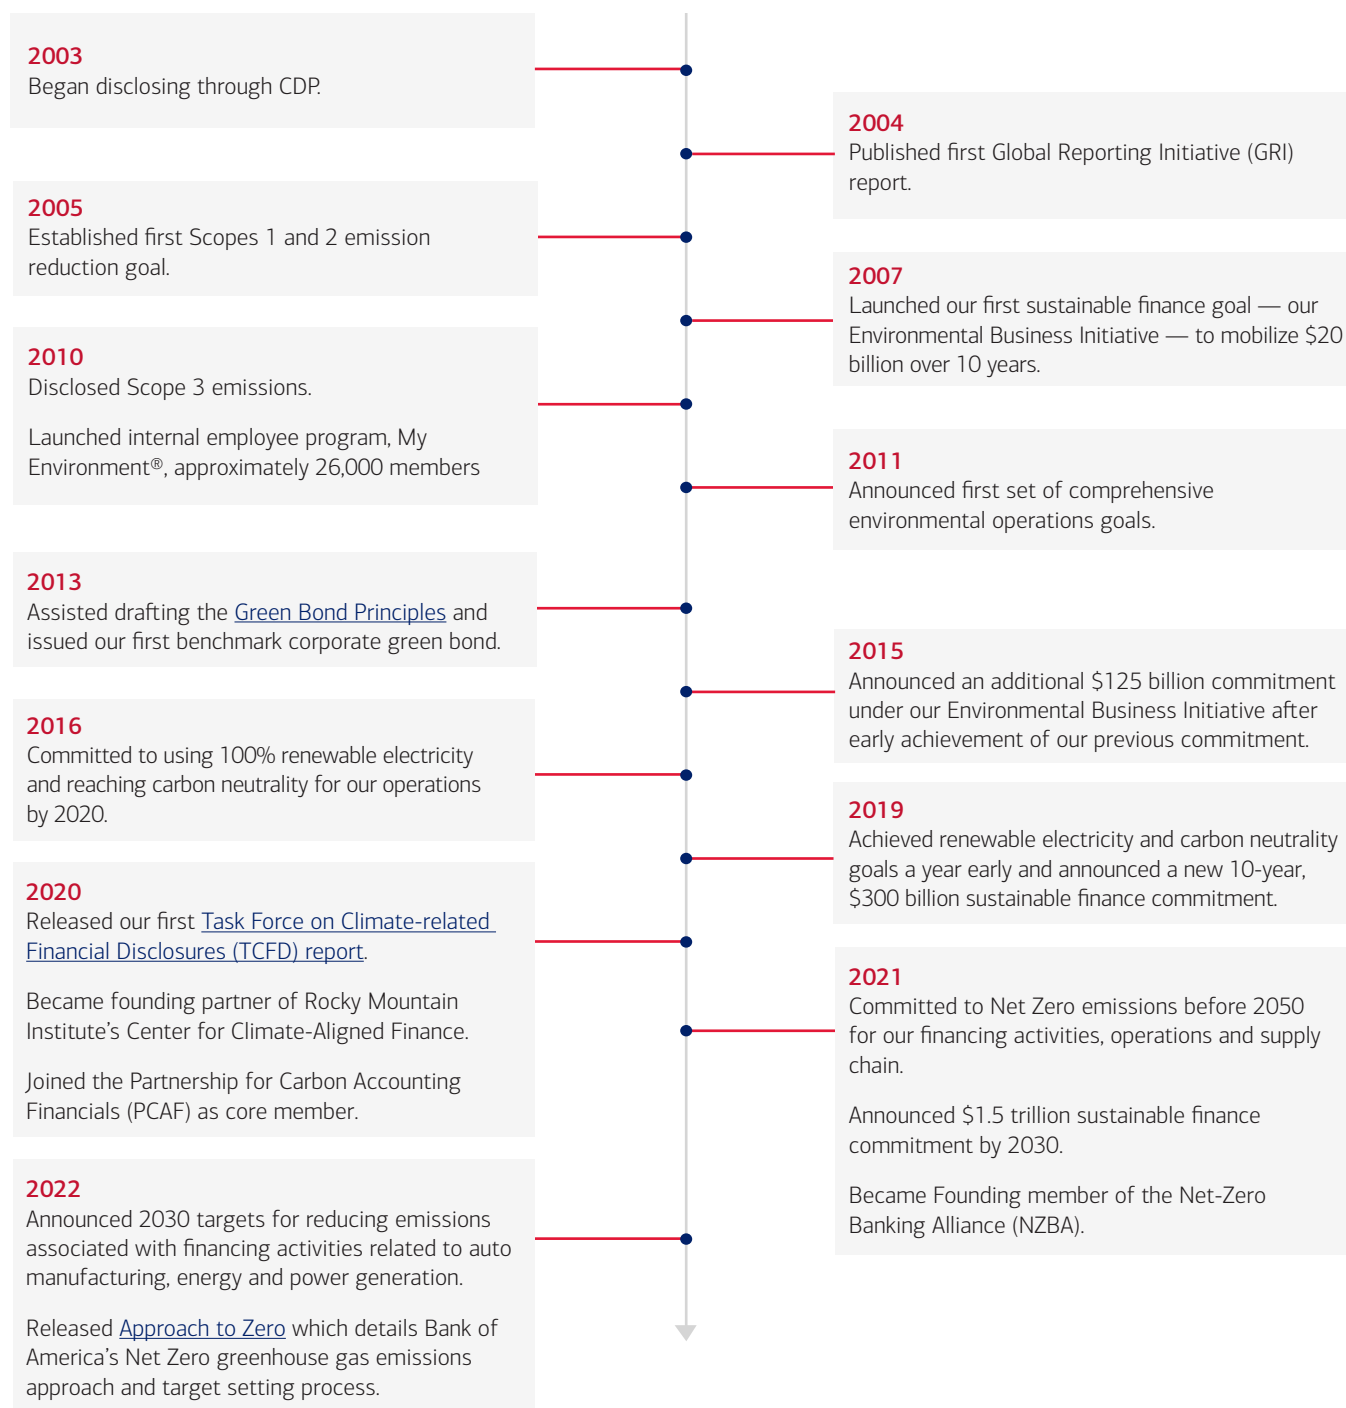 2003
Began disclosing through CDP.
2004
Published first Global Reporting Initiative (GRI)
report.
2005
Established first Scopes 1 and 2 emission
reduction goal.
2007
Launched our first sustainable finance goal — our
Environmental Business Initiative — to mobilize $20
billion over 10 years.
2010
Disclosed Scope 3 emissions.
Launched internal employee program, My
Environment®, approximately 26,000 members
2011
Announced first set of comprehensive
environmental operations goals.
2013
Assisted drafting the Green Bond Principles and
issued our first benchmark corporate green bond.
2015
Announced an additional $125 billion commitment
under our Environmental Business Initiative after
early achievement of our previous commitment.
2016
Committed to using 100% renewable electricity
and reaching carbon neutrality for our operations
by 2020.
2019
Achieved renewable electricity and carbon neutrality
goals a year early and announced a new 10-year,
$300 billion sustainable finance commitment.
2020
Released our first Task Force on Climate-related
Financial Disclosures (TCFD) report.
Became founding partner of Rocky Mountain
Institute’s Center for Climate-Aligned Finance.
Joined the Partnership for Carbon Accounting
Financials (PCAF) as core member.
2021
Committed to Net Zero emissions before 2050
for our financing activities, operations and supply
chain.
Announced $1.5 trillion sustainable finance
commitment by 2030.
Became Founding member of the Net-Zero
Banking Alliance (NZBA).
2022
Announced 2030 targets for reducing emissions
associated with financing activities related to auto
manufacturing, energy and power generation.
Released Approach to Zero which details Bank of
America’s Net Zero greenhouse gas emissions
approach and target setting process.